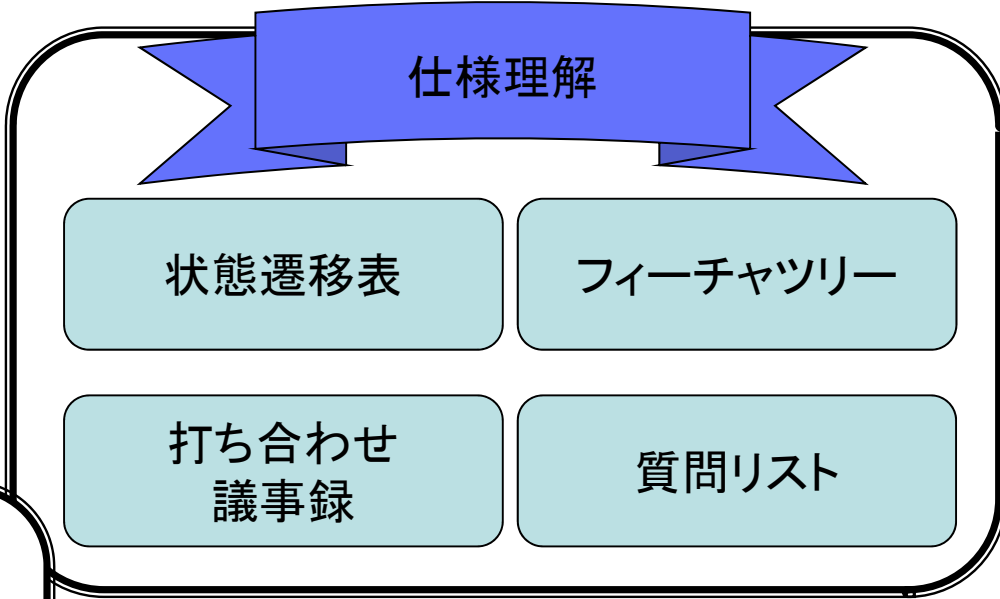 仕様理解
状態遷移表
フィーチャツリー
打ち合わせ
議事録
質問リスト